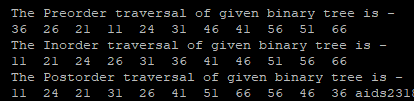 The Preorder traversal of given binary tree is -
36 26 21 11 24 31 46 41 56 51 66
The Inorder traversal of given binary tree is -
11 21 24 26 31 36 41 46 51 56 66
The Postorder traversal of given binary tree is -
11 24 21 31 26 41 51 66 56 46 36 aids231